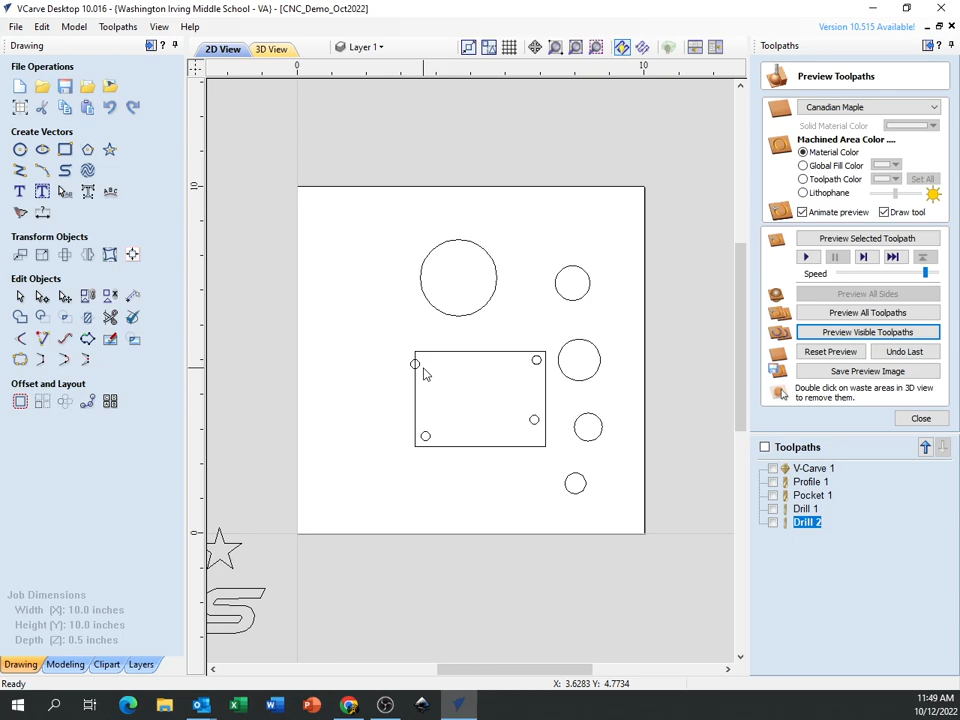 VCarve Desktop 10.016 - {Washington Irving Middle School - VA} - [CNC_Demo_Oct2022]
File Edit Model Toolpaths View Help
Version 10.515 Available!
Drawing
2D View 3D View Layer 1
Toolpaths
File Operations
Create Vectors
Transform Objects
Edit Objects
Offset and Layout
Job Dimensions
Width (X): 10.0 inches
Height (Y): 10.0 inches
Depth (Z): 0.5 inches
Drawing Modeling Clipart Layers
Ready
0 10
10
0
S
X: 3.6283 Y: 4.7734
Preview Toolpaths
Canadian Maple
Solid Material Color
Machined Area Color ....
Material Color
Global Fill Color
Toolpath Color Set All
Lithophane
Animate preview Draw tool
Preview Selected Toolpath
Speed
Preview All Sides
Preview All Toolpaths
Preview Visible Toolpaths
Reset Preview Undo Last
Save Preview Image
Double click on waste areas in 3D view
to remove them.
Close
Toolpaths
V-Carve 1
Profile 1
Pocket 1
Drill 1
Drill 2
11:49 AM
10/12/2022